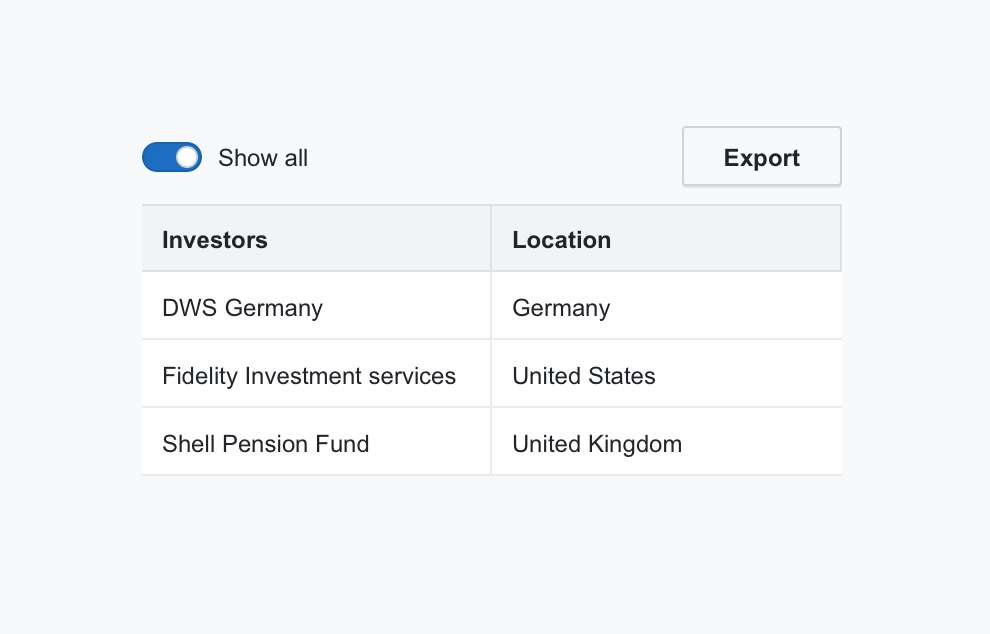 Show all
Export
Investors Location
DWS Germany Germany
Fidelity Investment services United States
Shell Pension Fund United Kingdom